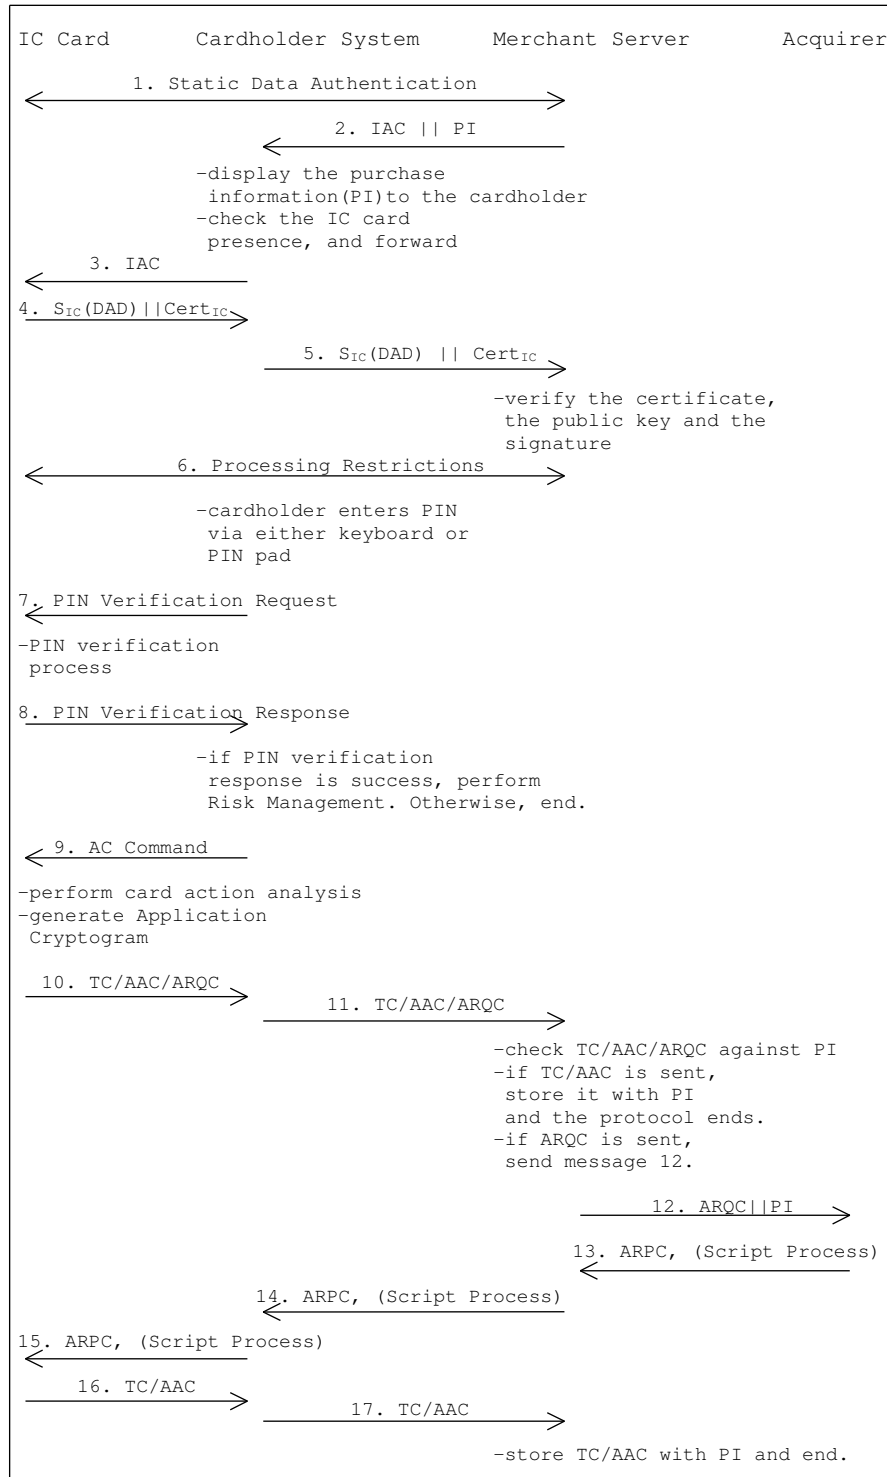 IC Card Cardholder System Merchant Server Acquirer
1. Static Data Authentication
2. IAC || PI
-display the purchase
information(PI)to the cardholder
-check the IC card
presence, and forward
3. IAC
4. S_IC(DAD)||Cert_IC
5. S_IC(DAD) || Cert_IC
-verify the certificate,
the public key and the
signature
6. Processing Restrictions
-cardholder enters PIN
via either keyboard or
PIN pad
7. PIN Verification Request
-PIN verification
process
8. PIN Verification Response
-if PIN verification
response is success, perform
Risk Management. Otherwise, end.
9. AC Command
-perform card action analysis
-generate Application
Cryptogram
10. TC/AAC/ARQC
11. TC/AAC/ARQC
-check TC/AAC/ARQC against PI
-if TC/AAC is sent,
store it with PI
and the protocol ends.
-if ARQC is sent,
send message 12.
12. ARQC||PI
13. ARPC, (Script Process)
14. ARPC, (Script Process)
15. ARPC, (Script Process)
16. TC/AAC
17. TC/AAC
-store TC/AAC with PI and end.